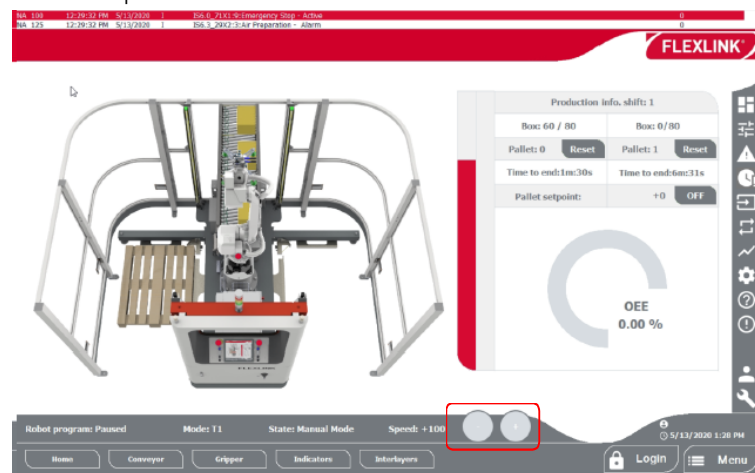 NA 100 12:29:32 PM 5/13/2020 1 IS6.0_71X1:9:Emergency Stop - Active 0
NA 125 12:29:32 PM 5/13/2020 1 IS6.3_29X2:3:Air Preparation - Alarm 0
FLEXLINK
Production info. shift: 1
Box: 60 / 80 Box: 0/80
Pallet: 0 Reset Pallet: 1 Reset
Time to end:1m:30s Time to end:6m:31s
Pallet setpoint: +0 OFF
OEE
0.00 %
FLEXLINK
Robot program: Paused Mode: T1 State: Manual Mode Speed: +100 - +
5/13/2020 1:20 PM
Home Conveyor Gripper Indicators Interlayers Login Menu